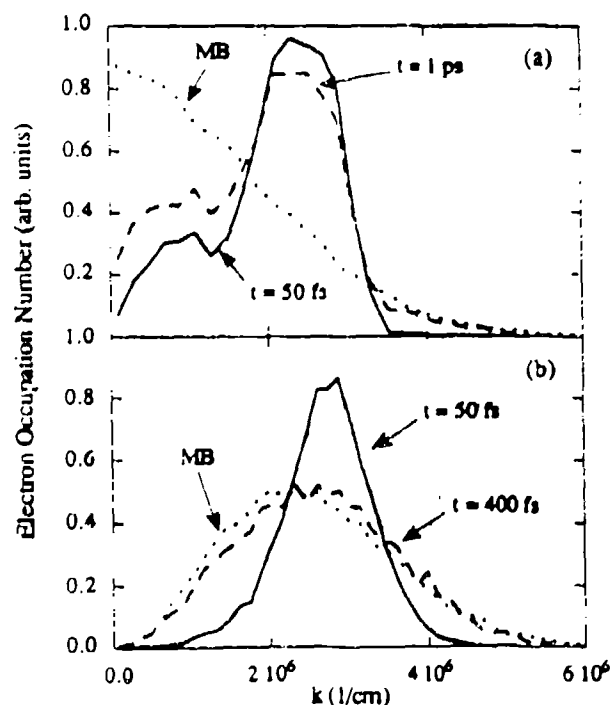 Electron Occupation Number (arb. units)
1.0
0.8
0.6
0.4
0.2
1.0
0.8
0.6
0.4
0.2
0.0
MB
(a)
t = 1 ps
t = 50 fs
(b)
t = 50 fs
MB
t = 400 fs
0.0
2 10⁶
4 10⁶
6 10⁶
k (1/cm)